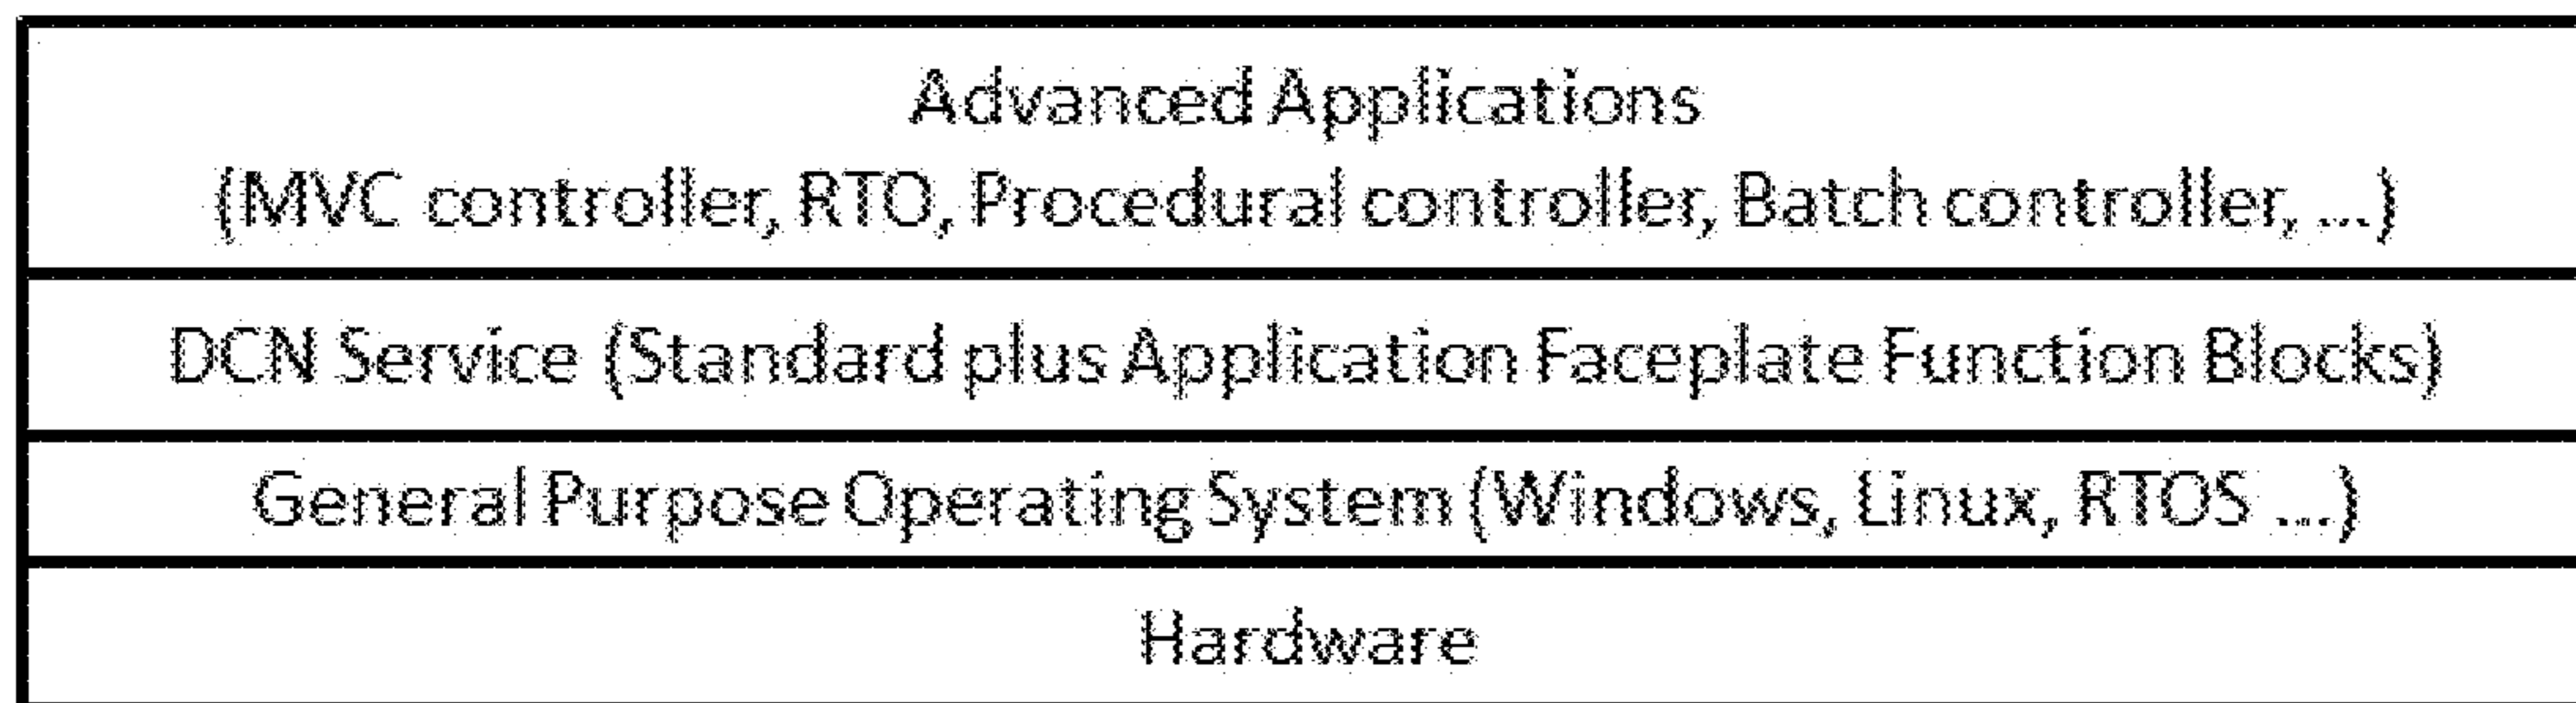 Advanced Applications
(MVC controller, RTO, Procedural controller, Batch controller, ...)
DCN Service (Standard plus Application Faceplate Function Blocks)
General Purpose Operating System (Windows, Linux, RTOS ...)
Hardware